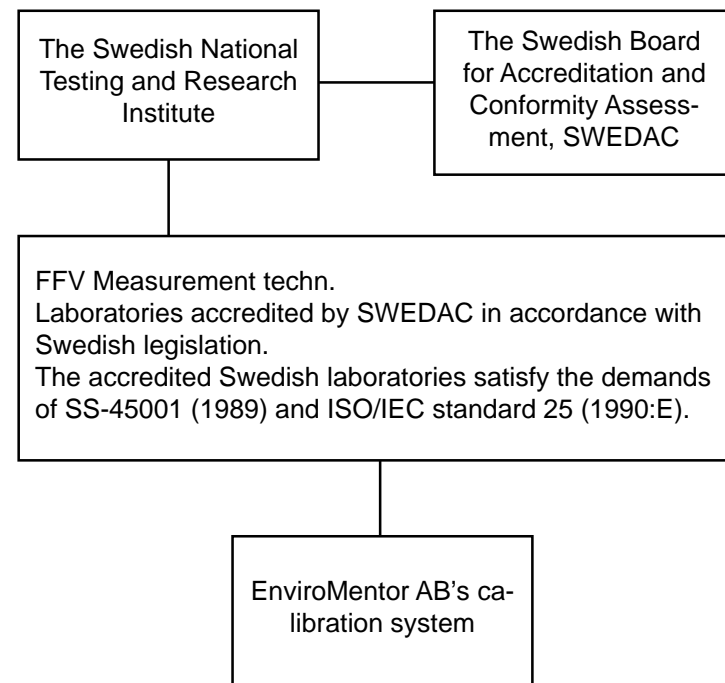 The Swedish National
Testing and Research
Institute
The Swedish Board
for Accreditation and
Conformity Assess-
ment, SWEDAC
FFV Measurement techn.
Laboratories accredited by SWEDAC in accordance with
Swedish legislation.
The accredited Swedish laboratories satisfy the demands
of SS-45001 (1989) and ISO/IEC standard 25 (1990:E).
EnviroMentor AB's ca-
libration system